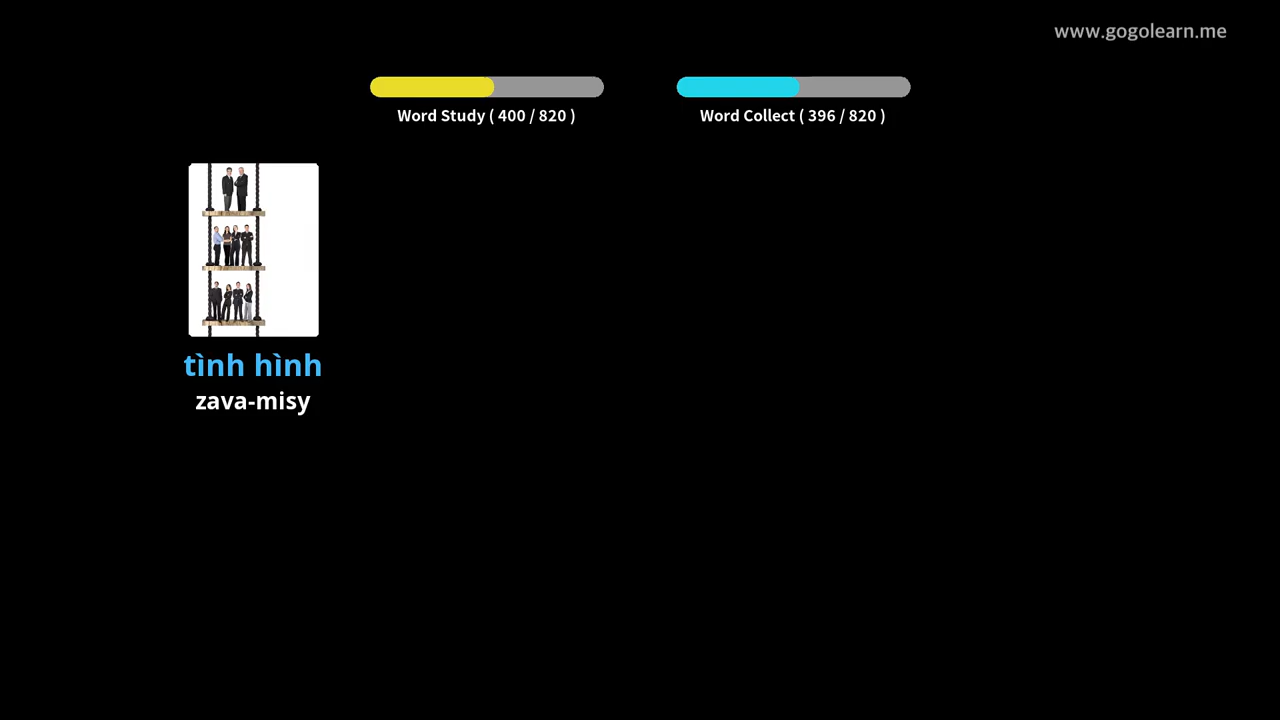 www.gogolearn.me
Word Study ( 400 / 820 )
Word Collect ( 396 / 820 )
tình hình
zava-misy